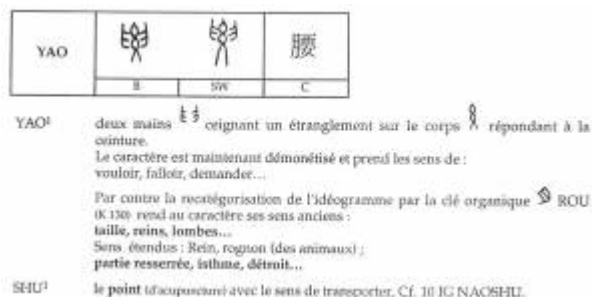 YAO 腰
B SW C
YAO¹ deux mains ceignant un étranglement sur le corps répondant à la
ceinture.
Le caractère est maintenant démonétisé et prend les sens de :
vouloir, falloir, demander…
Par contre la recatégorisation de l'idéogramme par la clé organique ROU
(K 130) rend au caractère ses sens anciens :
taille, reins, lombes…
Sens étendus : Rein, rognon (des animaux) ;
partie resserrée, isthme, détroit…
SHU¹ le point (d'acupuncture) avec le sens de transporter. Cf. 10 IG NAOSHU.